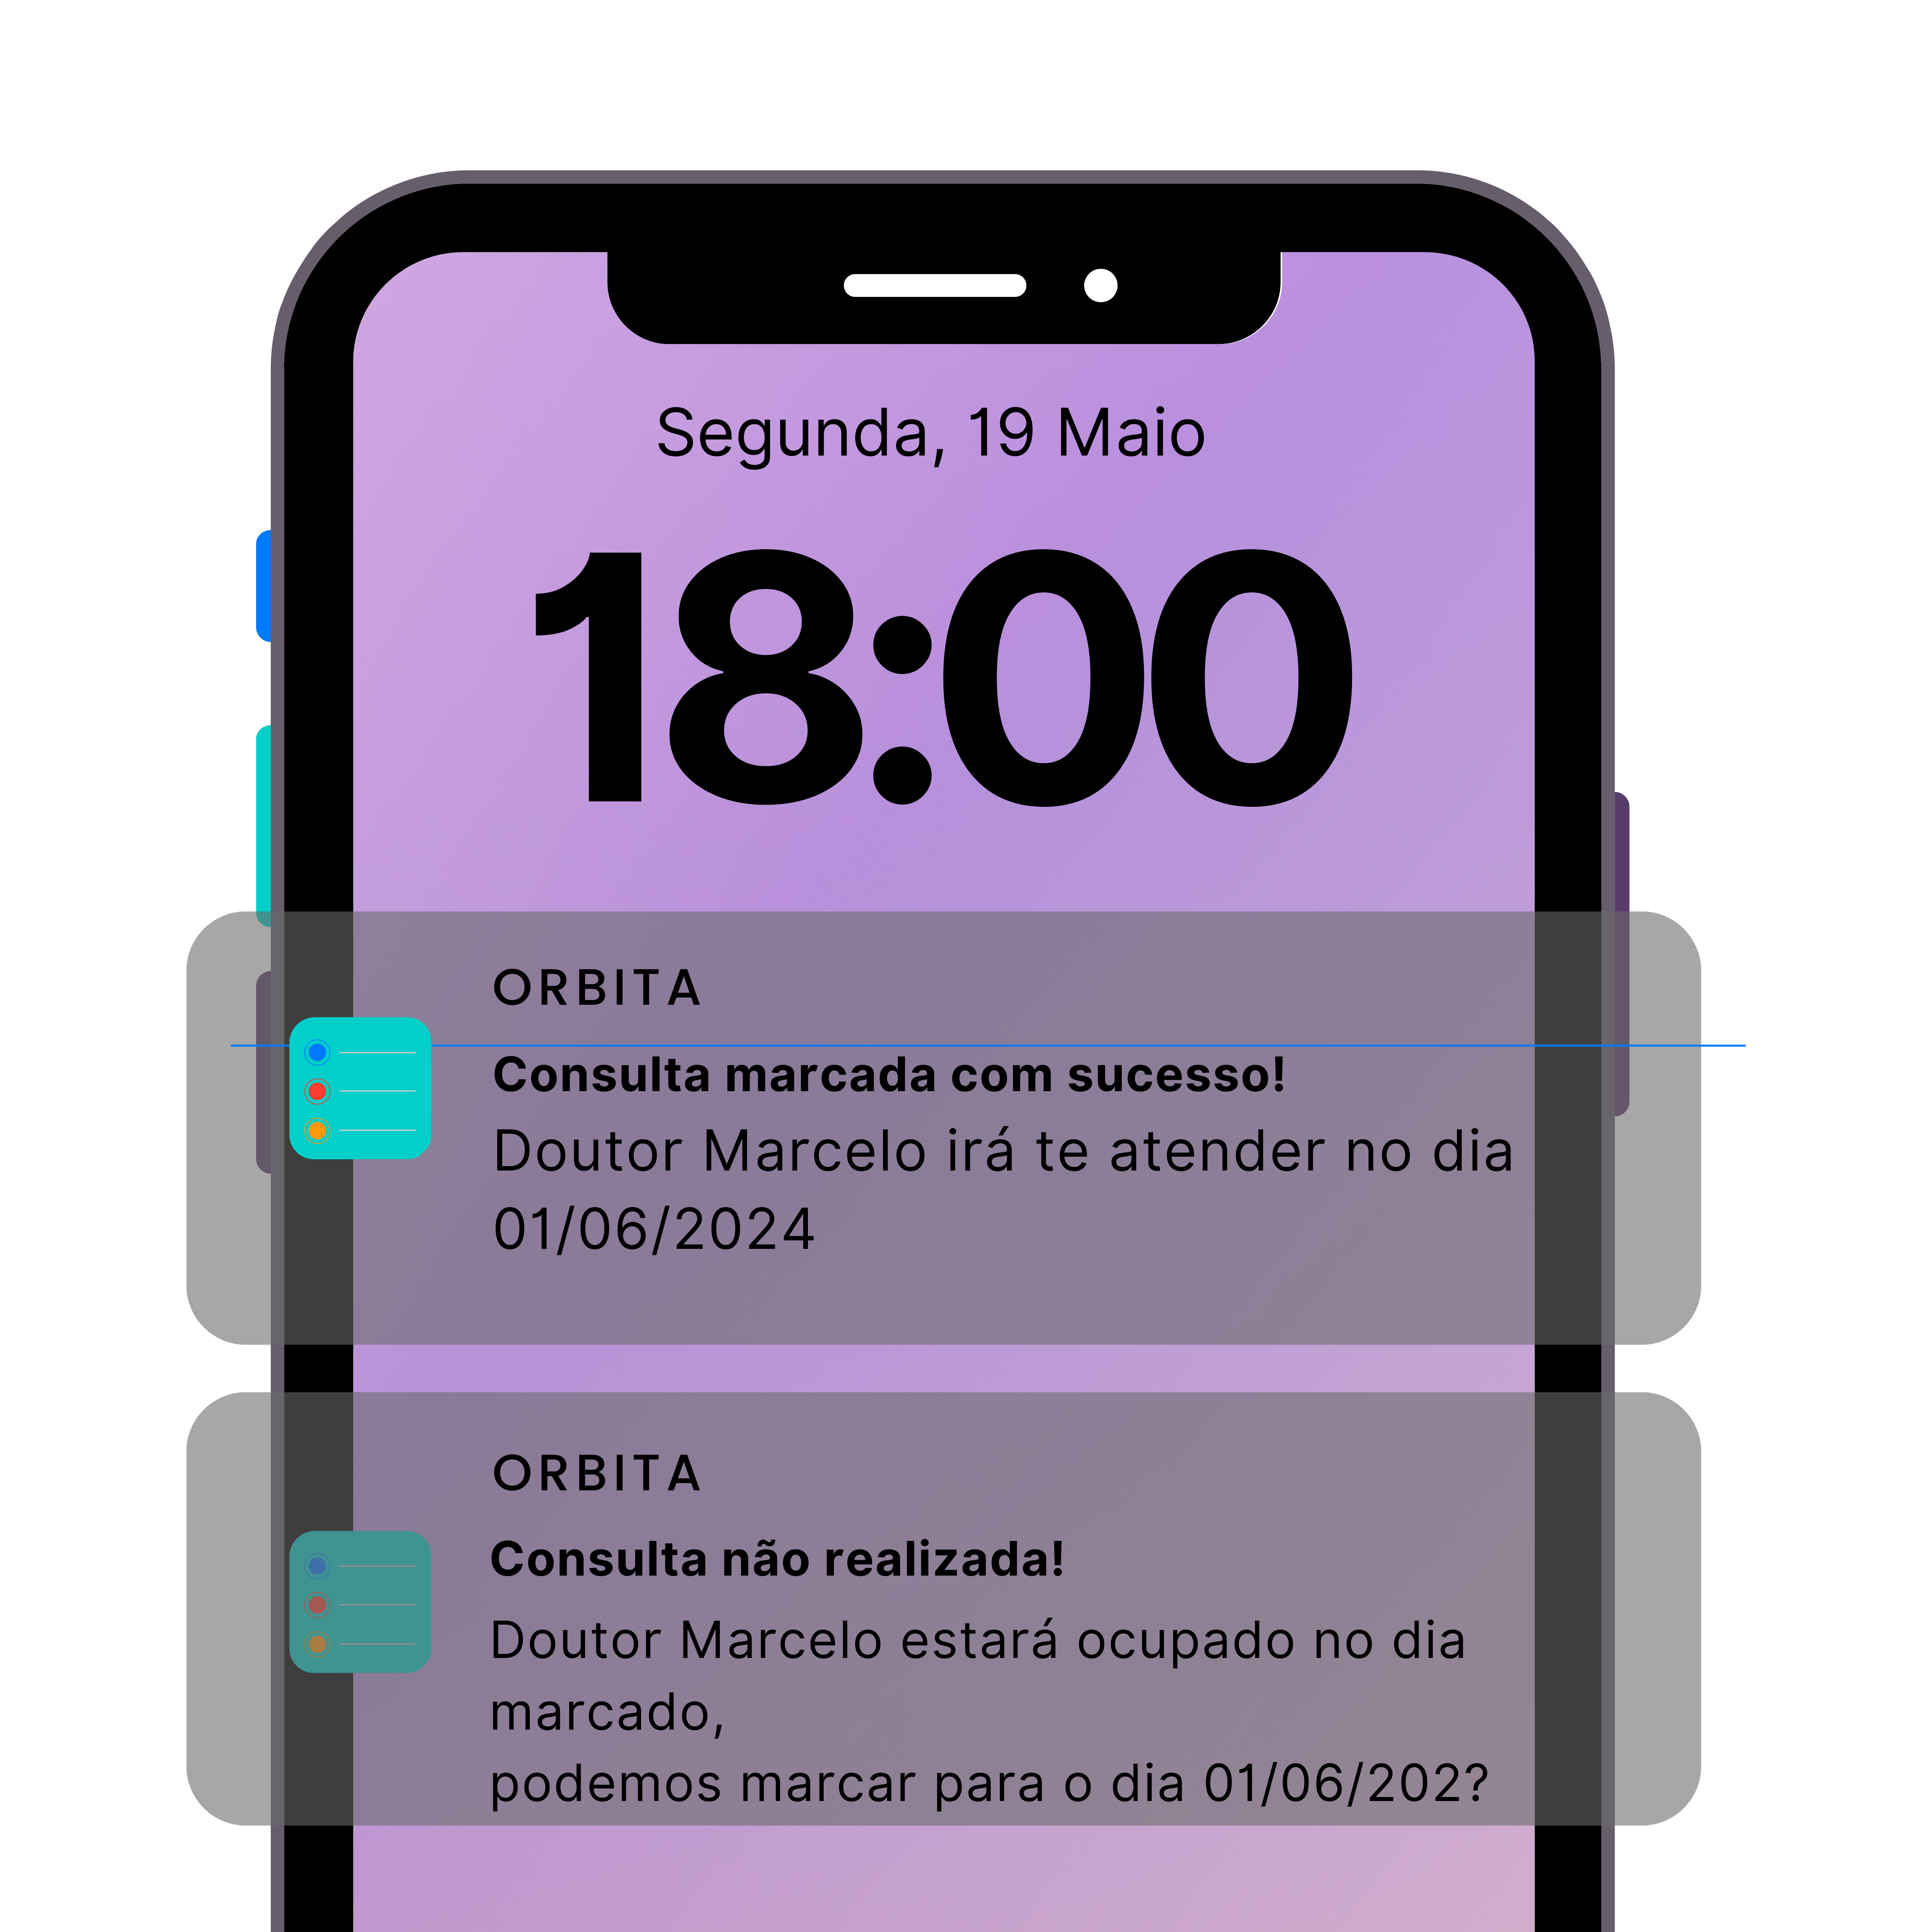 Segunda, 19 Maio
18:00
ORBITA
Consulta marcada com sucesso!
Doutor Marcelo irá te atender no dia
01/06/2024
ORBITA
Consulta não realizada!
Doutor Marcelo estará ocupado no dia
marcado,
podemos marcar para o dia 01/06/202?